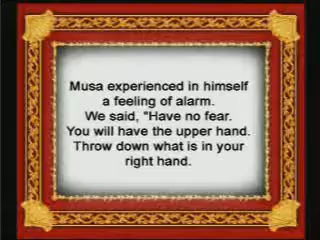 Musa experienced in himself
a feeling of alarm.
We said, "Have no fear.
You will have the upper hand.
Throw down what is in your
right hand.